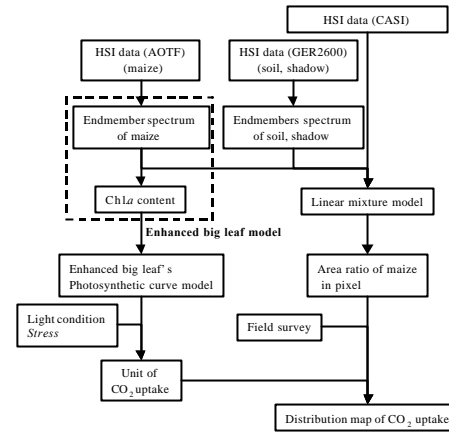 HSI data (CASI)
HSI data (AOTF)
(maize)
HSI data (GER2600)
(soil, shadow)
Endmember spectrum
of maize
Endmembers spectrum
of soil, shadow
Chl.a content
Linear mixture model
Enhanced big leaf model
Enhanced big leaf's
Photosynthetic curve model
Area ratio of maize
in pixel
Light condition
Stress
Field survey
Unit of
CO2 uptake
Distribution map of CO2 uptake